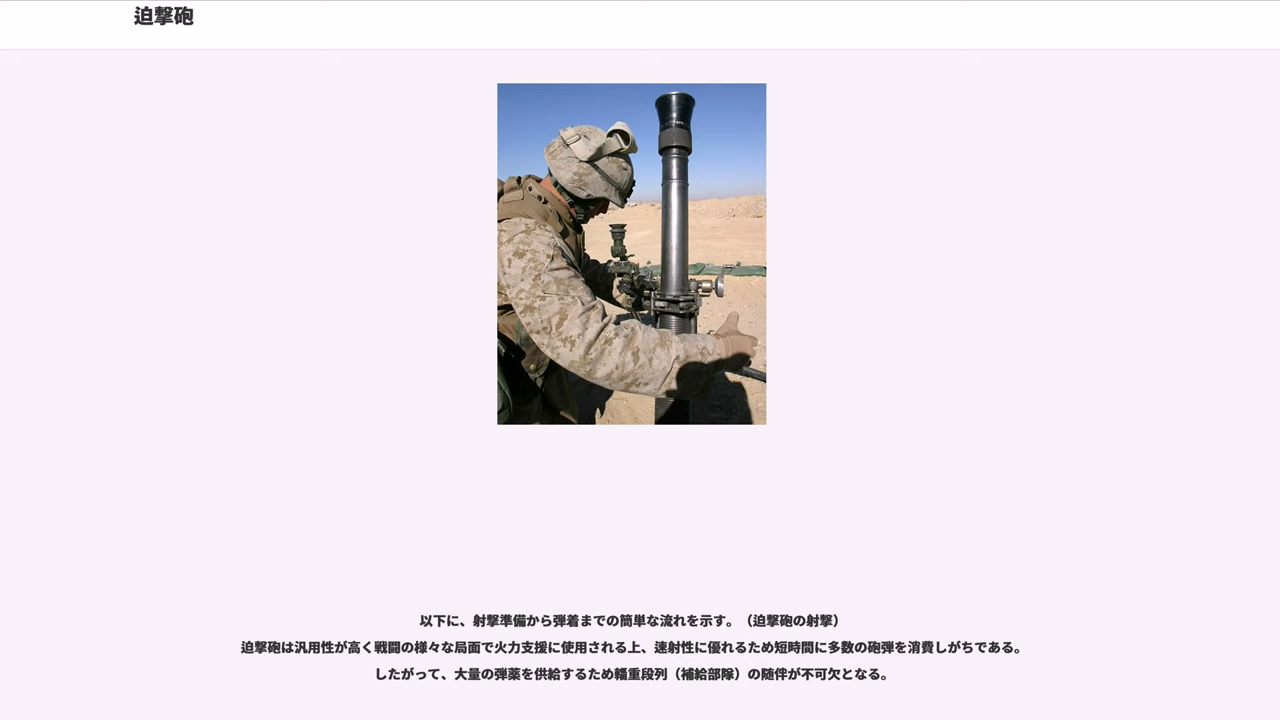 迫撃砲
以下に、射撃準備から弾着までの簡単な流れを示す。（迫撃砲の射撃）
迫撃砲は汎用性が高く戦闘の様々な局面で火力支援に使用される上、速射性に優れるため短時間に多数の砲弾を消費しがちである。
したがって、大量の弾薬を供給するため輜重段列（補給部隊）の随伴が不可欠となる。